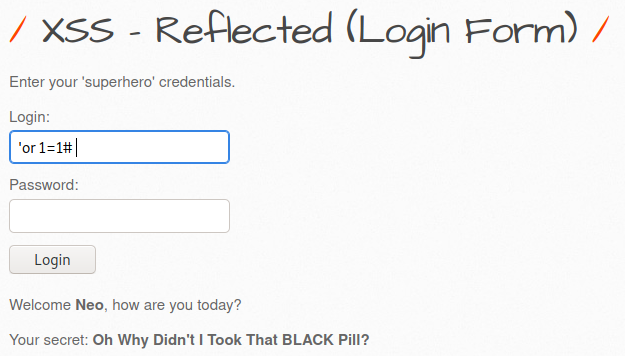 / XSS - Reflected (Login Form) /
Enter your 'superhero' credentials.
Login:
'or 1=1#
Password:
Login
Welcome Neo, how are you today?
Your secret: Oh Why Didn't I Took That BLACK Pill?